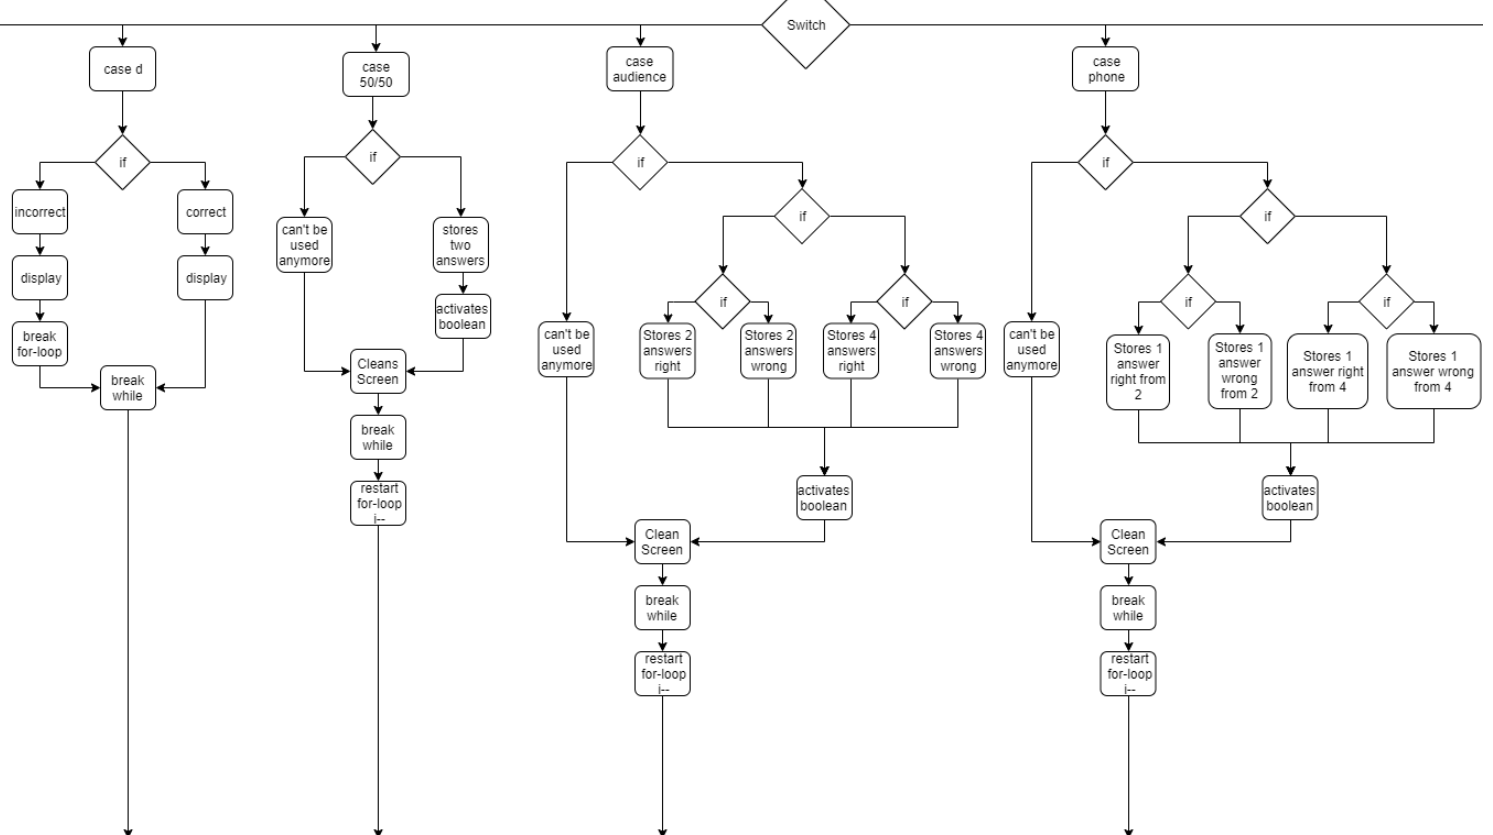 Switch
case d
if
incorrect
correct
display
display
break
for-loop
break
while
case
50/50
if
can't be
used
anymore
stores
two
answers
activates
boolean
Cleans
Screen
break
while
restart
for-loop
i--
case
audience
if
if
if
if
can't be
used
anymore
Stores 2
answers
right
Stores 2
answers
wrong
Stores 4
answers
right
Stores 4
answers
wrong
activates
boolean
Clean
Screen
break
while
restart
for-loop
i--
case
phone
if
if
if
if
can't be
used
anymore
Stores 1
answer
right from
2
Stores 1
answer
wrong
from 2
Stores 1
answer right
from 4
Stores 1
answer wrong
from 4
activates
boolean
Clean
Screen
break
while
restart
for-loop
i--